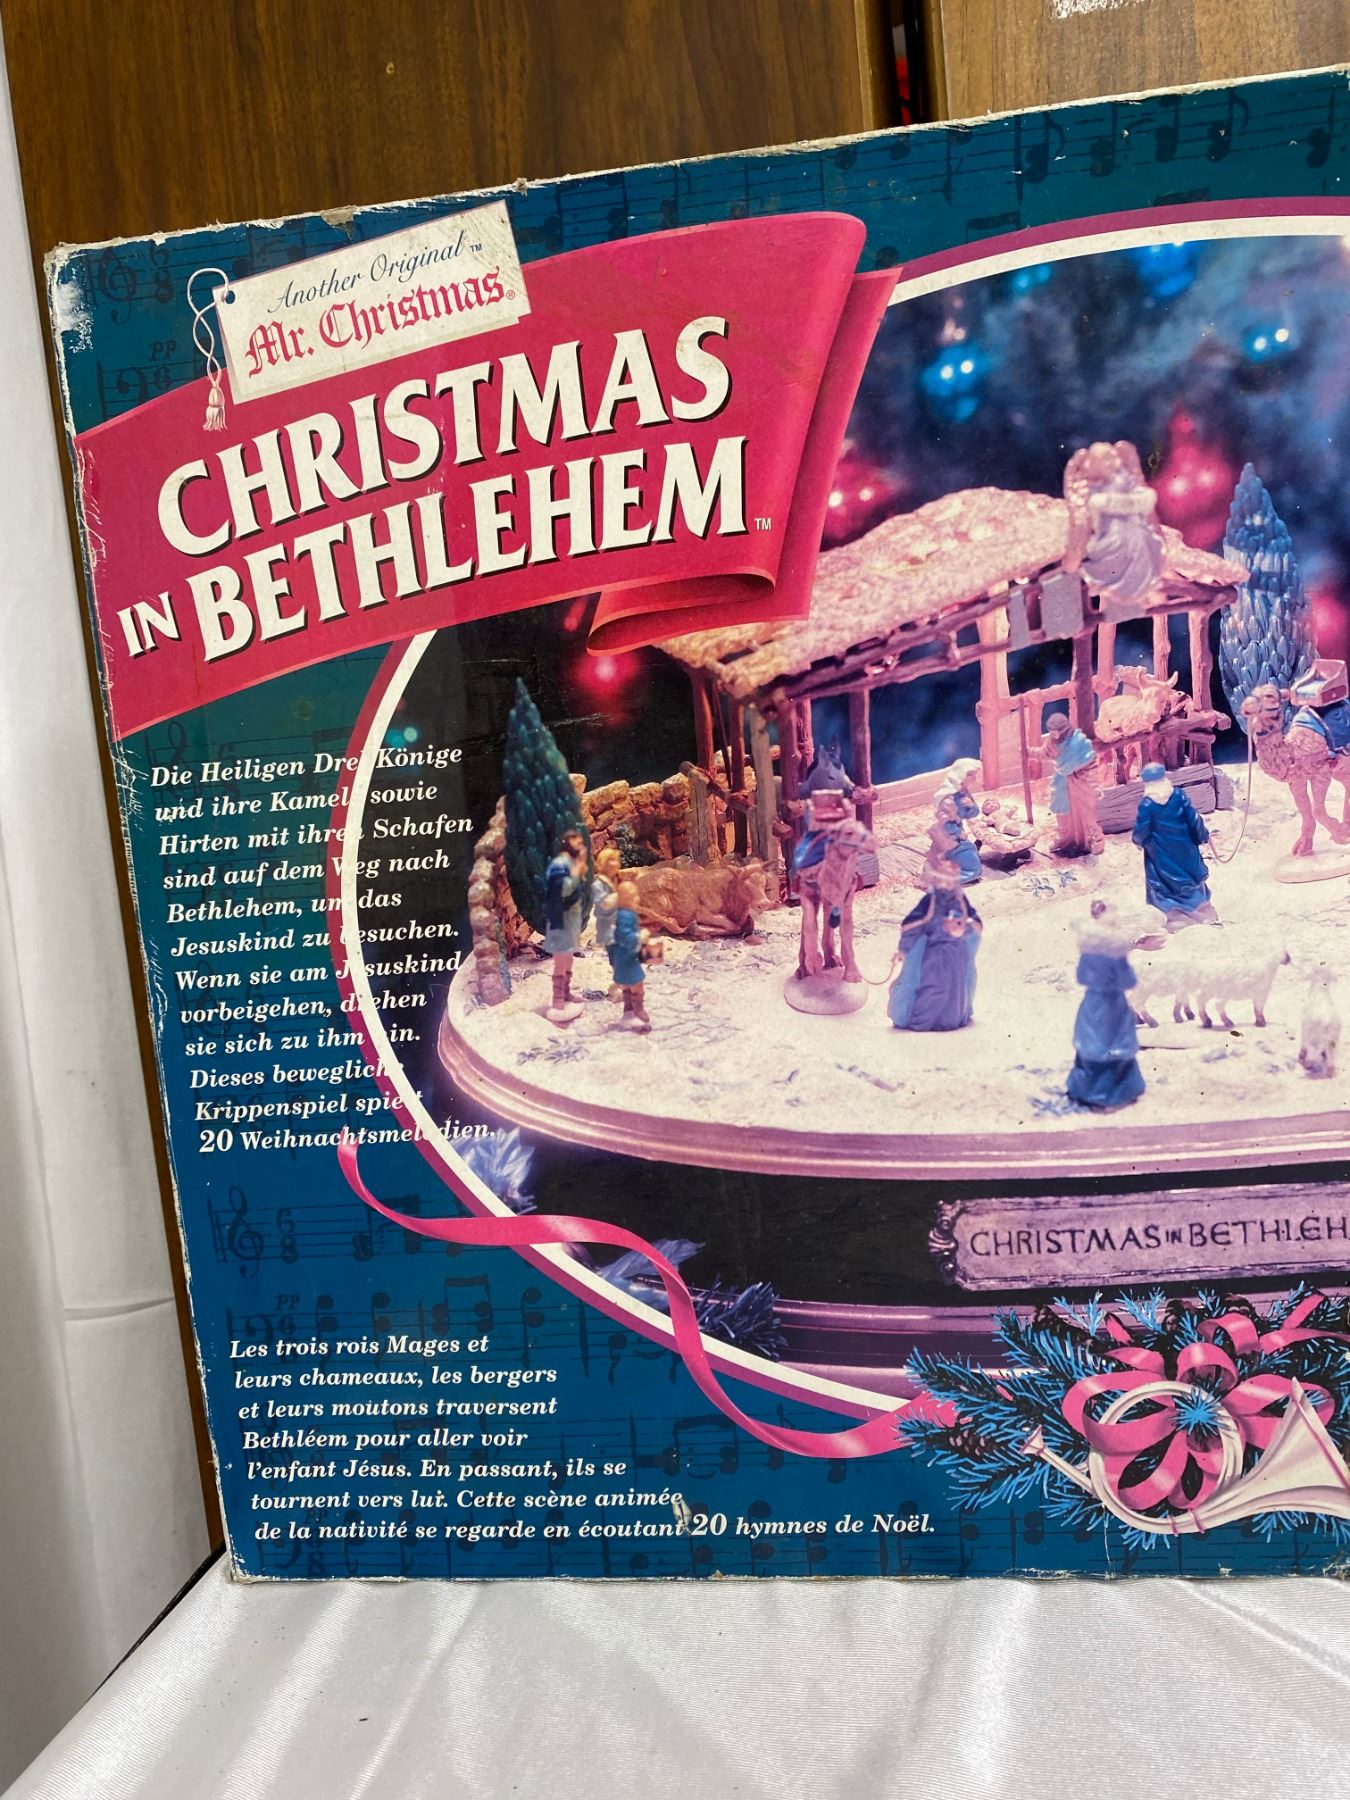 Another Original™
Mr. Christmas®
CHRISTMAS
IN BETHLEHEM™
Die Heiligen Drei Könige
und ihre Kamele sowie
Hirten mit ihren Schafen
sind auf dem Weg nach
Bethlehem, um das
Jesuskind zu besuchen.
Wenn sie am Jesuskind
vorbeigehen, drehen
sie sich zu ihm hin.
Dieses bewegliche
Krippenspiel spielt
20 Weihnachtsmelodien.
CHRISTMAS IN BETHLEH
Les trois rois Mages et
leurs chameaux, les bergers
et leurs moutons traversent
Bethléem pour aller voir
l'enfant Jésus. En passant, ils se
tournent vers lui. Cette scène animée
de la nativité se regarde en écoutant 20 hymnes de Noël.